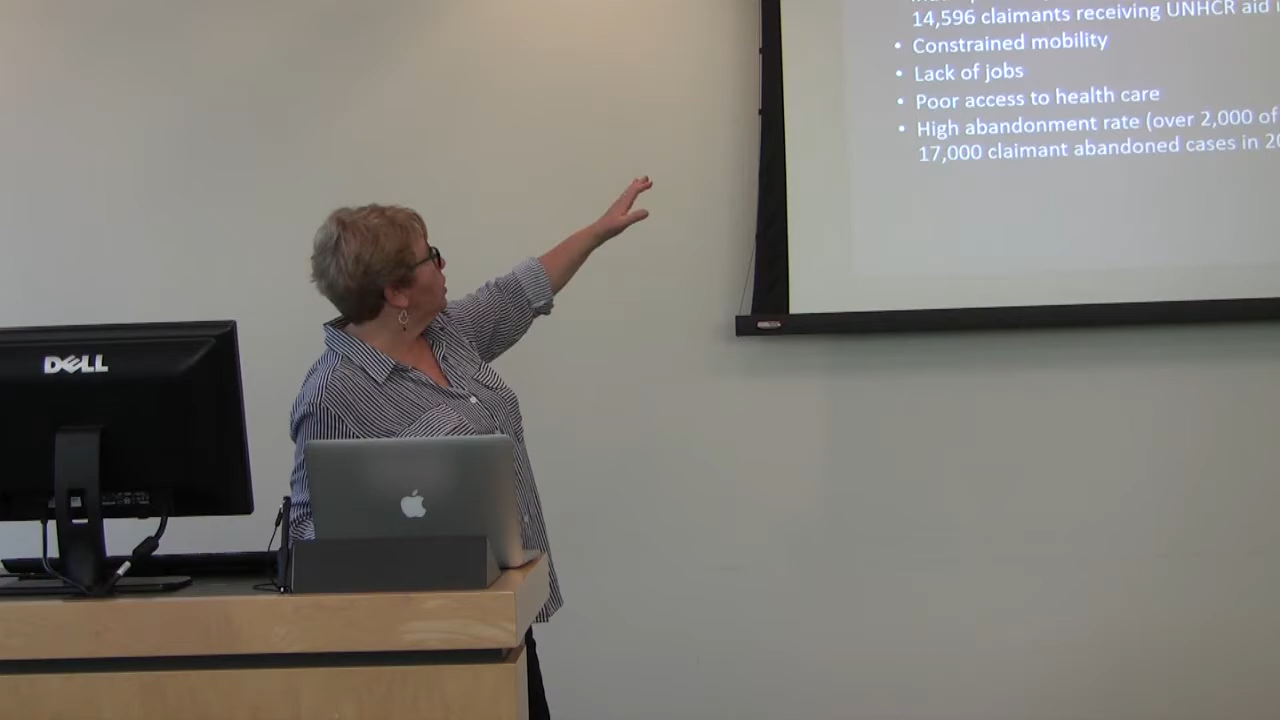 14,596 claimants receiving UNHCR aid i
• Constrained mobility
• Lack of jobs
• Poor access to health care
• High abandonment rate (over 2,000 of
17,000 claimant abandoned cases in 20
DELL